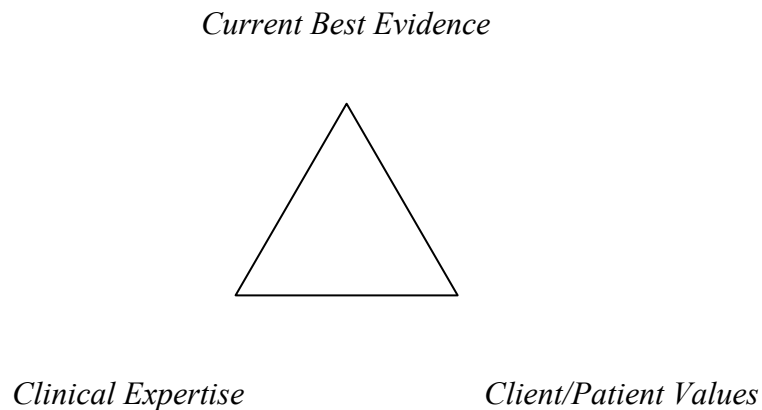 Current Best Evidence
Clinical Expertise
Client/Patient Values